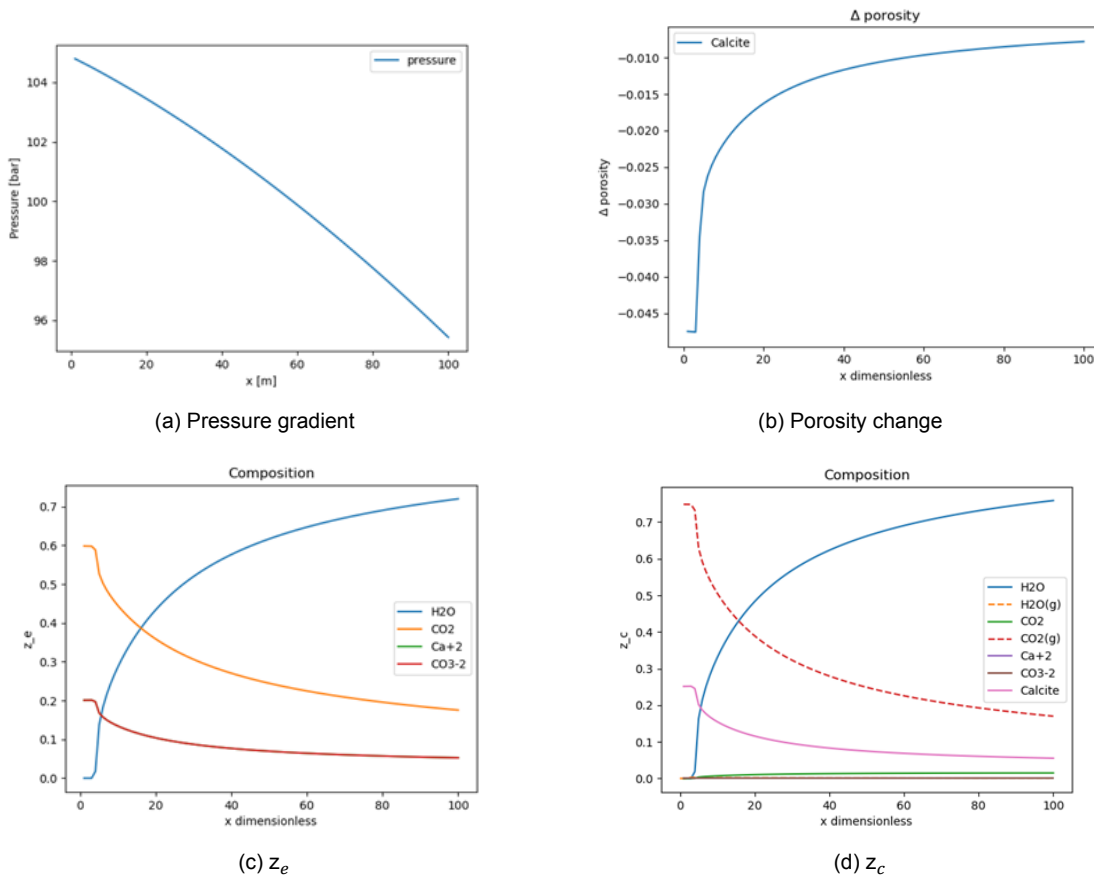 pressure
104
102
100
98
96
Pressure [bar]
0 20 40 60 80 100
x [m]
(a) Pressure gradient
Δ porosity
Calcite
−0.010
−0.015
−0.020
−0.025
−0.030
−0.035
−0.040
−0.045
Δ porosity
0 20 40 60 80 100
x dimensionless
(b) Porosity change
Composition
0.7
0.6
0.5
0.4
0.3
0.2
0.1
0.0
z_e
H2O
CO2
Ca+2
CO3-2
0 20 40 60 80 100
x dimensionless
(c) z_e
Composition
0.7
0.6
0.5
0.4
0.3
0.2
0.1
0.0
z_c
H2O
H2O(g)
CO2
CO2(g)
Ca+2
CO3-2
Calcite
0 20 40 60 80 100
x dimensionless
(d) z_c